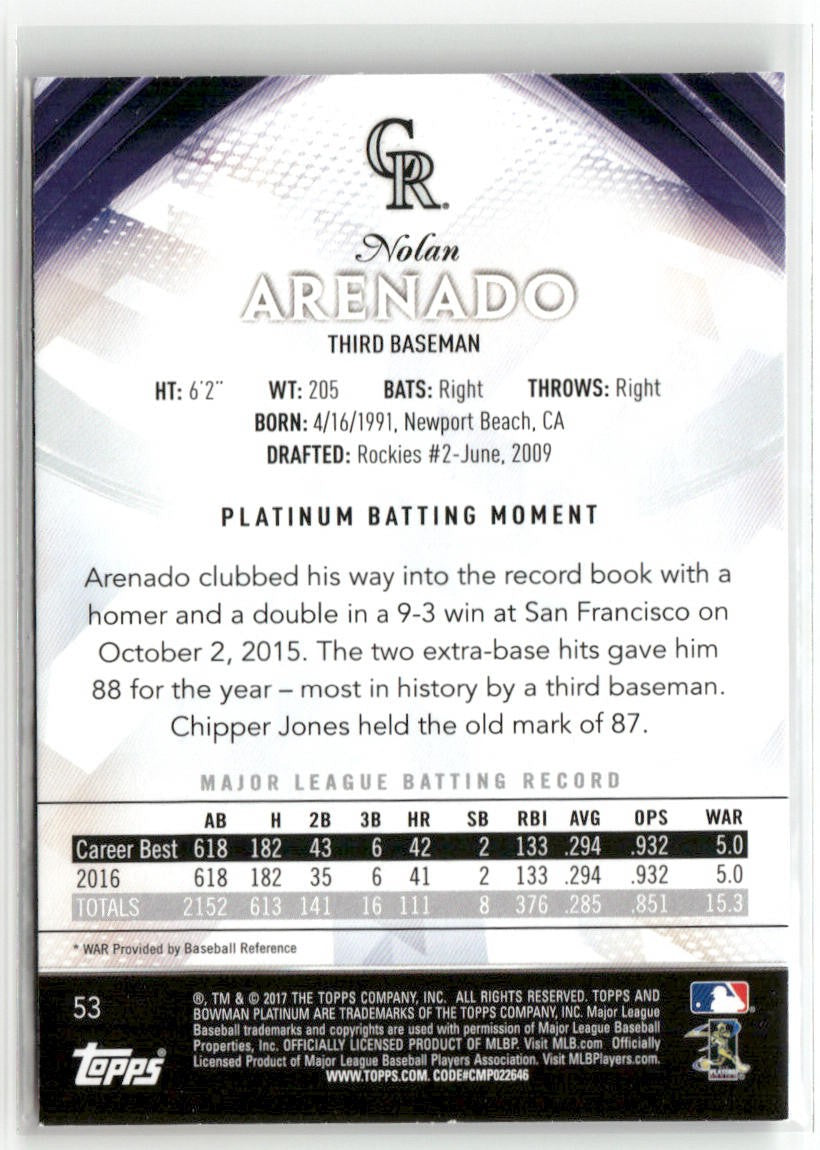 CR®
Nolan
ARENADO
THIRD BASEMAN
HT: 6'2" WT: 205 BATS: Right THROWS: Right
BORN: 4/16/1991, Newport Beach, CA
DRAFTED: Rockies #2-June, 2009
PLATINUM BATTING MOMENT
Arenado clubbed his way into the record book with a
homer and a double in a 9-3 win at San Francisco on
October 2, 2015. The two extra-base hits gave him
88 for the year – most in history by a third baseman.
Chipper Jones held the old mark of 87.
MAJOR LEAGUE BATTING RECORD
AB H 2B 3B HR SB RBI AVG OPS WAR
Career Best 618 182 43 6 42 2 133 .294 .932 5.0
2016 618 182 35 6 41 2 133 .294 .932 5.0
TOTALS 2152 613 141 16 111 8 376 .285 .851 15.3
* WAR Provided by Baseball Reference
53
®, TM & © 2017 THE TOPPS COMPANY, INC. ALL RIGHTS RESERVED. TOPPS AND
BOWMAN PLATINUM ARE TRADEMARKS OF THE TOPPS COMPANY, INC. Major League
Baseball trademarks and copyrights are used with permission of Major League Baseball
Properties, Inc. OFFICIALLY LICENSED PRODUCT OF MLBP. Visit MLB.com Officially
Licensed Product of Major League Baseball Players Association. Visit MLBPlayers.com.
WWW.TOPPS.COM. CODE#CMP022646
topps®